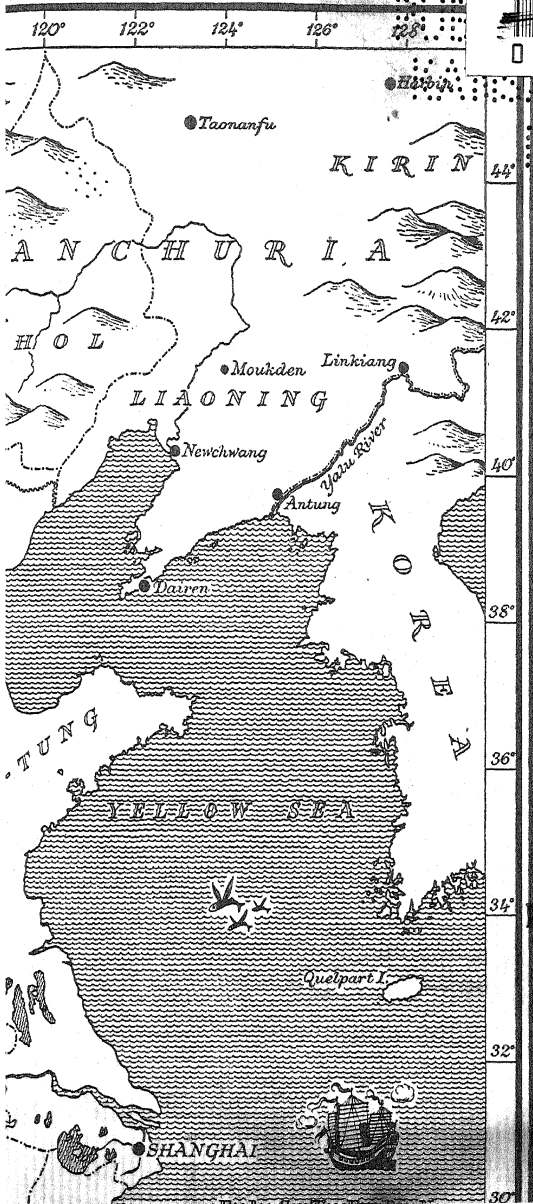 120° 122° 124° 126° 128°
Harbin
Taonanfu
KIRIN
44°
ANCHURIA
42°
HOL
Moukden
Linkiang
LIAONING
Newchwang
Yalu River
40°
Antung
KOREA
Dairen
38°
TUNG
36°
YELLOW SEA
34°
Quelpart I.
32°
SHANGHAI
30°